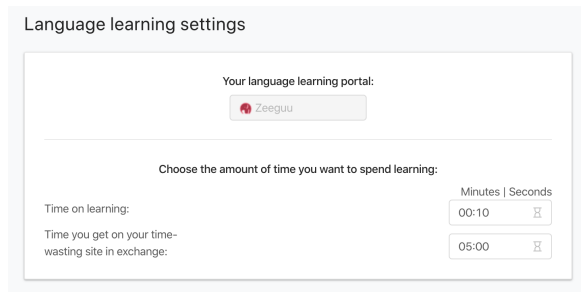 Language learning settings
Your language learning portal:
Zeeguu
Choose the amount of time you want to spend learning:
Minutes | Seconds
Time on learning:
00:10
Time you get on your time-
wasting site in exchange:
05:00